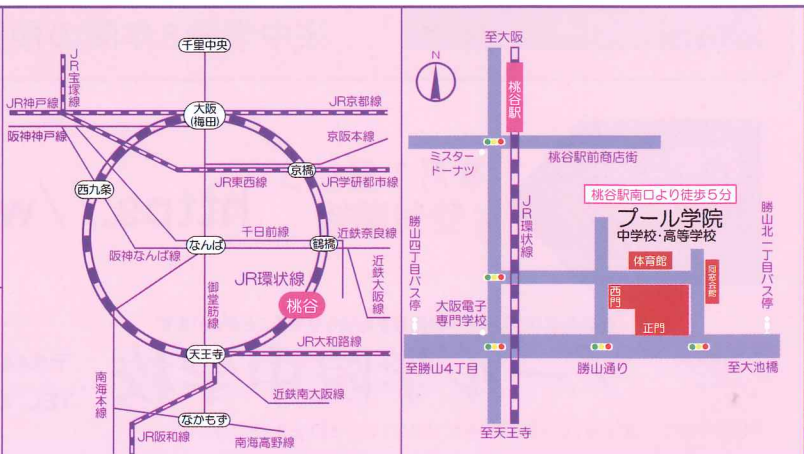 千里中央
JR宝塚線
JR神戸線
大阪
(梅田)
JR京都線
阪神神戸線
京阪本線
京橋
JR東西線
JR学研都市線
西九条
千日前線
近鉄奈良線
なんば
鶴橋
阪神なんば線
近鉄大阪線
御堂筋線
JR環状線
桃谷
JR大和路線
天王寺
近鉄南大阪線
南海本線
なかもず
JR阪和線
南海高野線
至大阪
N
桃谷駅
ミスター
ドーナツ
桃谷駅前商店街
JR環状線
桃谷駅南口より徒歩5分
プール学院
中学校・高等学校
勝山四丁目バス停
勝山北一丁目バス停
体育館
同窓会館
西門
正門
大阪電子
専門学校
至勝山4丁目
勝山通り
至大池橋
至天王寺